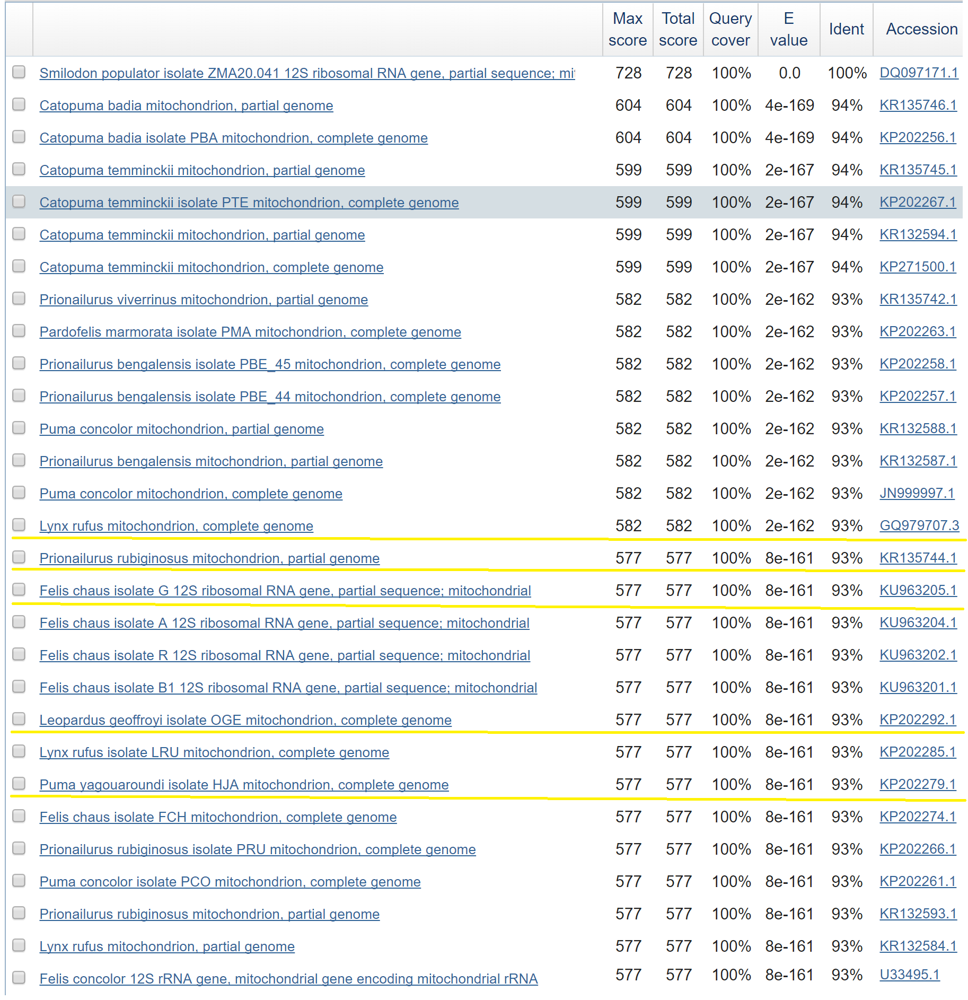 Max score Total score Query cover E value Ident Accession
Smilodon populator isolate ZMA20.041 12S ribosomal RNA gene, partial sequence; mit 728 728 100% 0.0 100% DQ097171.1
Catopuma badia mitochondrion, partial genome 604 604 100% 4e-169 94% KR135746.1
Catopuma badia isolate PBA mitochondrion, complete genome 604 604 100% 4e-169 94% KP202256.1
Catopuma temminckii mitochondrion, partial genome 599 599 100% 2e-167 94% KR135745.1
Catopuma temminckii isolate PTE mitochondrion, complete genome 599 599 100% 2e-167 94% KP202267.1
Catopuma temminckii mitochondrion, partial genome 599 599 100% 2e-167 94% KR132594.1
Catopuma temminckii mitochondrion, complete genome 599 599 100% 2e-167 94% KP271500.1
Prionailurus viverrinus mitochondrion, partial genome 582 582 100% 2e-162 93% KR135742.1
Pardofelis marmorata isolate PMA mitochondrion, complete genome 582 582 100% 2e-162 93% KP202263.1
Prionailurus bengalensis isolate PBE_45 mitochondrion, complete genome 582 582 100% 2e-162 93% KP202258.1
Prionailurus bengalensis isolate PBE_44 mitochondrion, complete genome 582 582 100% 2e-162 93% KP202257.1
Puma concolor mitochondrion, partial genome 582 582 100% 2e-162 93% KR132588.1
Prionailurus bengalensis mitochondrion, partial genome 582 582 100% 2e-162 93% KR132587.1
Puma concolor mitochondrion, complete genome 582 582 100% 2e-162 93% JN999997.1
Lynx rufus mitochondrion, complete genome 582 582 100% 2e-162 93% GQ979707.3
Prionailurus rubiginosus mitochondrion, partial genome 577 577 100% 8e-161 93% KR135744.1
Felis chaus isolate G 12S ribosomal RNA gene, partial sequence; mitochondrial 577 577 100% 8e-161 93% KU963205.1
Felis chaus isolate A 12S ribosomal RNA gene, partial sequence; mitochondrial 577 577 100% 8e-161 93% KU963204.1
Felis chaus isolate R 12S ribosomal RNA gene, partial sequence; mitochondrial 577 577 100% 8e-161 93% KU963202.1
Felis chaus isolate B1 12S ribosomal RNA gene, partial sequence; mitochondrial 577 577 100% 8e-161 93% KU963201.1
Leopardus geoffroyi isolate OGE mitochondrion, complete genome 577 577 100% 8e-161 93% KP202292.1
Lynx rufus isolate LRU mitochondrion, complete genome 577 577 100% 8e-161 93% KP202285.1
Puma yagouaroundi isolate HJA mitochondrion, complete genome 577 577 100% 8e-161 93% KP202279.1
Felis chaus isolate FCH mitochondrion, complete genome 577 577 100% 8e-161 93% KP202274.1
Prionailurus rubiginosus isolate PRU mitochondrion, complete genome 577 577 100% 8e-161 93% KP202266.1
Puma concolor isolate PCO mitochondrion, complete genome 577 577 100% 8e-161 93% KP202261.1
Prionailurus rubiginosus mitochondrion, partial genome 577 577 100% 8e-161 93% KR132593.1
Lynx rufus mitochondrion, partial genome 577 577 100% 8e-161 93% KR132584.1
Felis concolor 12S rRNA gene, mitochondrial gene encoding mitochondrial rRNA 577 577 100% 8e-161 93% U33495.1